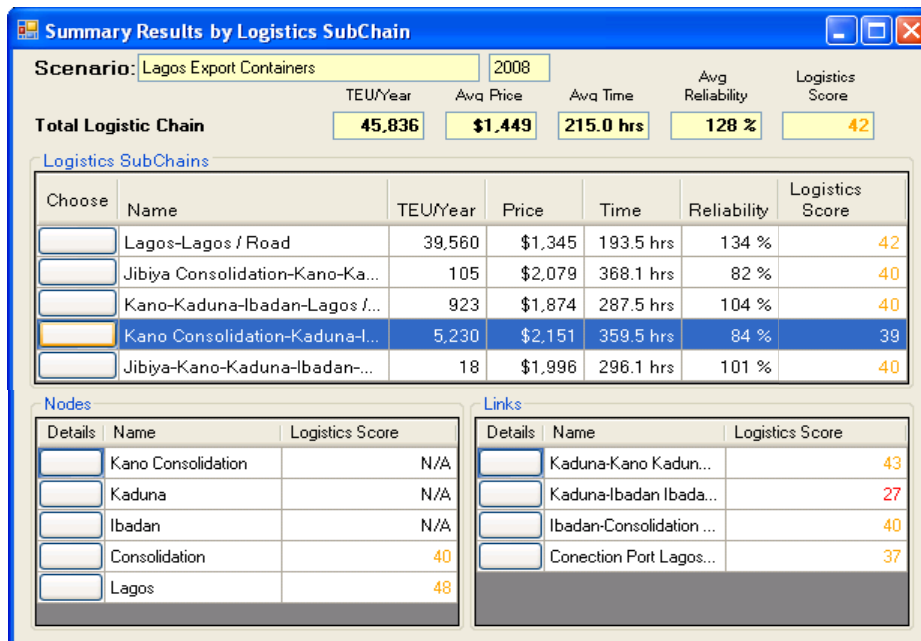 Summary Results by Logistics SubChain
Scenario: Lagos Export Containers 2008
TEU/Year Avg Price Avg Time Avg Reliability Logistics Score
Total Logistic Chain 45,836 $1,449 215.0 hrs 128 % 42
Logistics SubChains
Choose Name TEU/Year Price Time Reliability Logistics Score
Lagos-Lagos / Road 39,560 $1,345 193.5 hrs 134 % 42
Jibiya Consolidation-Kano-Ka... 105 $2,079 368.1 hrs 82 % 40
Kano-Kaduna-Ibadan-Lagos /... 923 $1,874 287.5 hrs 104 % 40
Kano Consolidation-Kaduna-I... 5,230 $2,151 359.5 hrs 84 % 39
Jibiya-Kano-Kaduna-Ibadan-... 18 $1,996 296.1 hrs 101 % 40
Nodes
Details Name Logistics Score
Kano Consolidation N/A
Kaduna N/A
Ibadan N/A
Consolidation 40
Lagos 48
Links
Details Name Logistics Score
Kaduna-Kano Kadun... 43
Kaduna-Ibadan Ibada... 27
Ibadan-Consolidation ... 40
Conection Port Lagos... 37